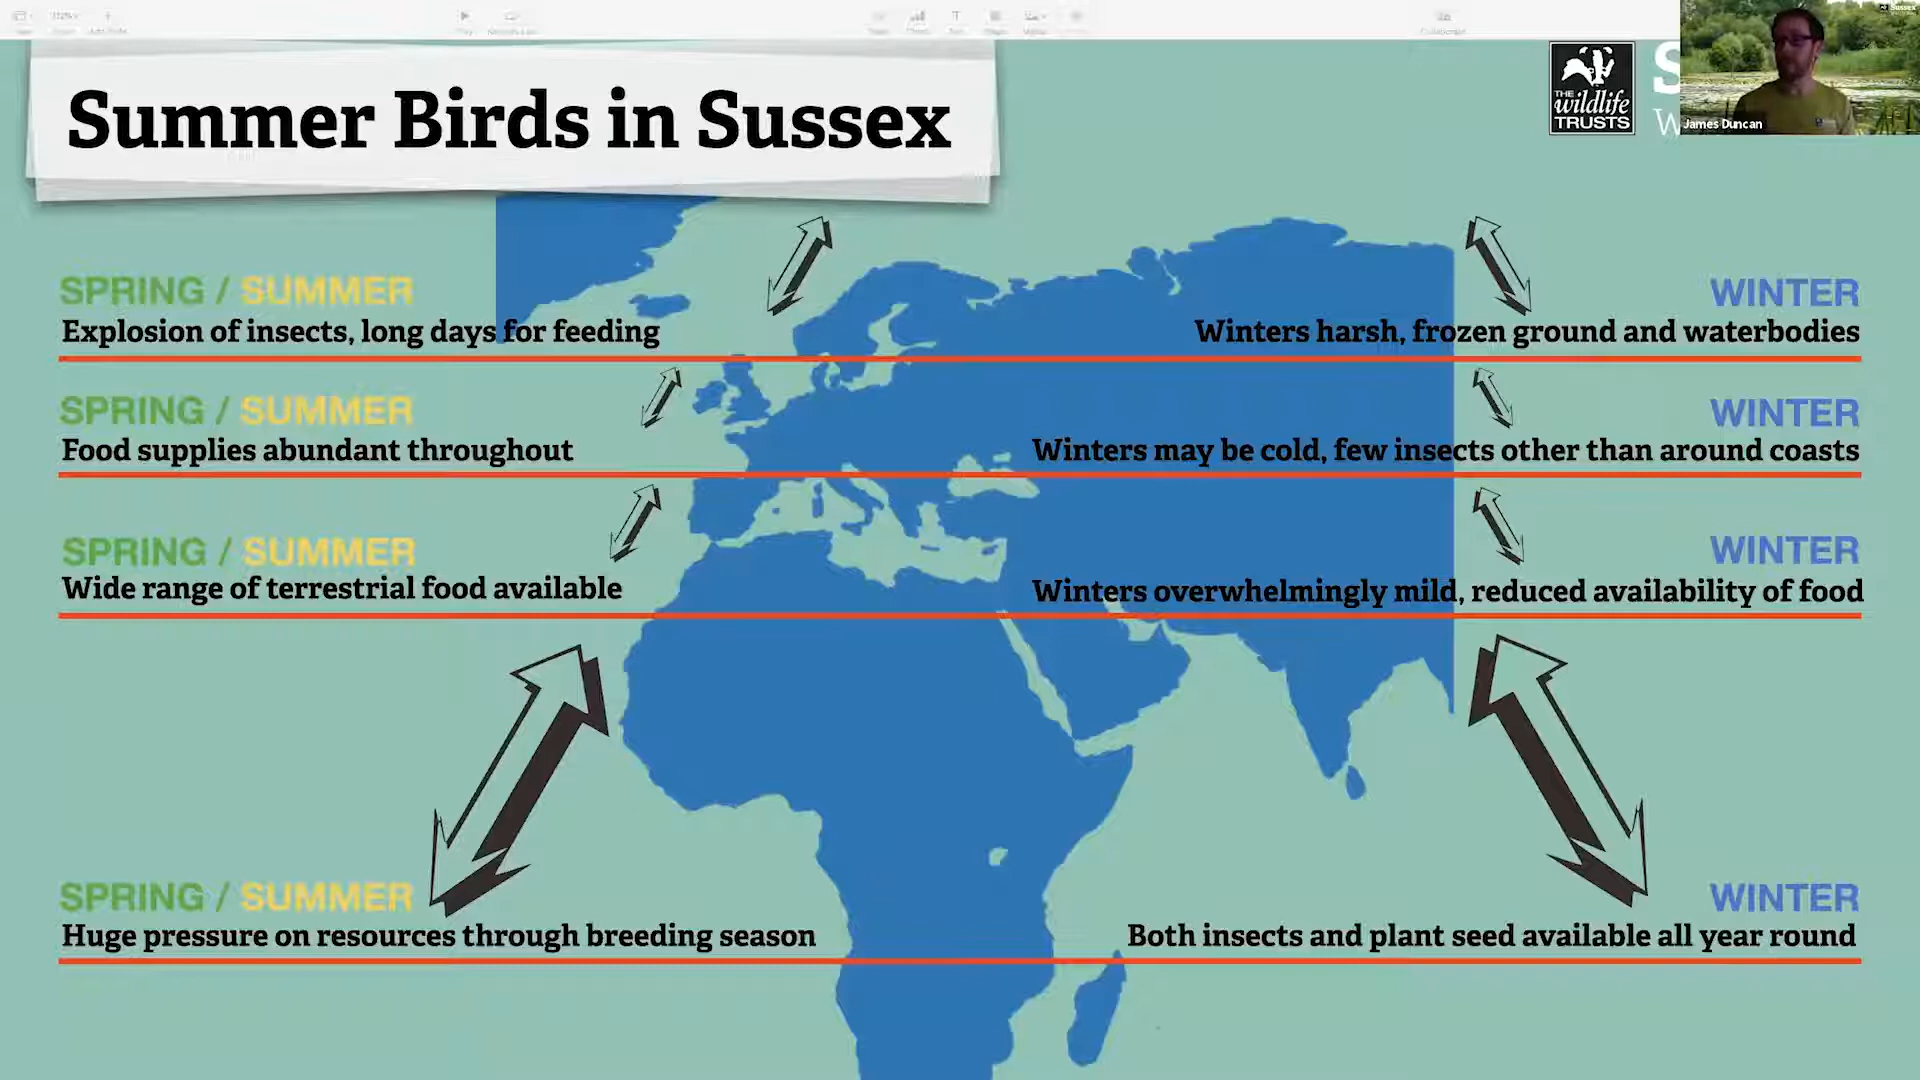 Summer Birds in Sussex
THE
wildlife
TRUSTS
S
W
Sussex
James Duncan
SPRING / SUMMER
Explosion of insects, long days for feeding
WINTER
Winters harsh, frozen ground and waterbodies
SPRING / SUMMER
Food supplies abundant throughout
WINTER
Winters may be cold, few insects other than around coasts
SPRING / SUMMER
Wide range of terrestrial food available
WINTER
Winters overwhelmingly mild, reduced availability of food
SPRING / SUMMER
Huge pressure on resources through breeding season
WINTER
Both insects and plant seed available all year round